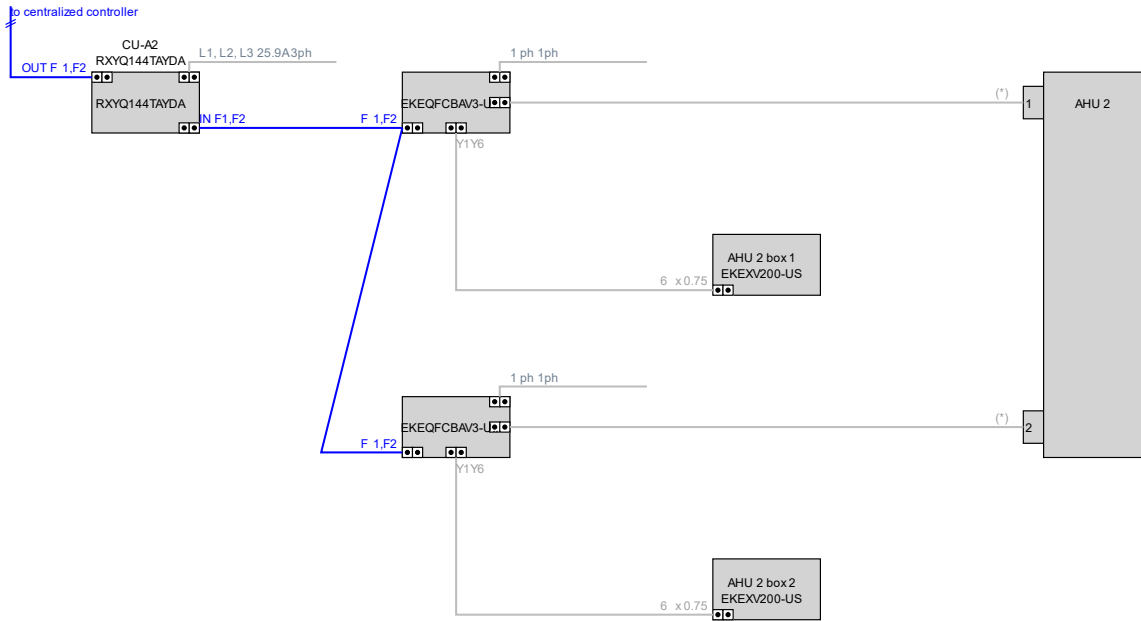 to centralized controller
CU-A2
RXYQ144TAYDA
L1, L2, L3 25.9A3ph
OUT F 1,F2
RXYQ144TAYDA
IN F1,F2
1 ph 1ph
EKEQFCBAV3-U
F 1,F2
Y1Y6
(*)
1
AHU 2
AHU 2 box 1
EKEXV200-US
6 x 0.75
1 ph 1ph
EKEQFCBAV3-U
F 1,F2
Y1Y6
(*)
2
AHU 2 box 2
EKEXV200-US
6 x 0.75